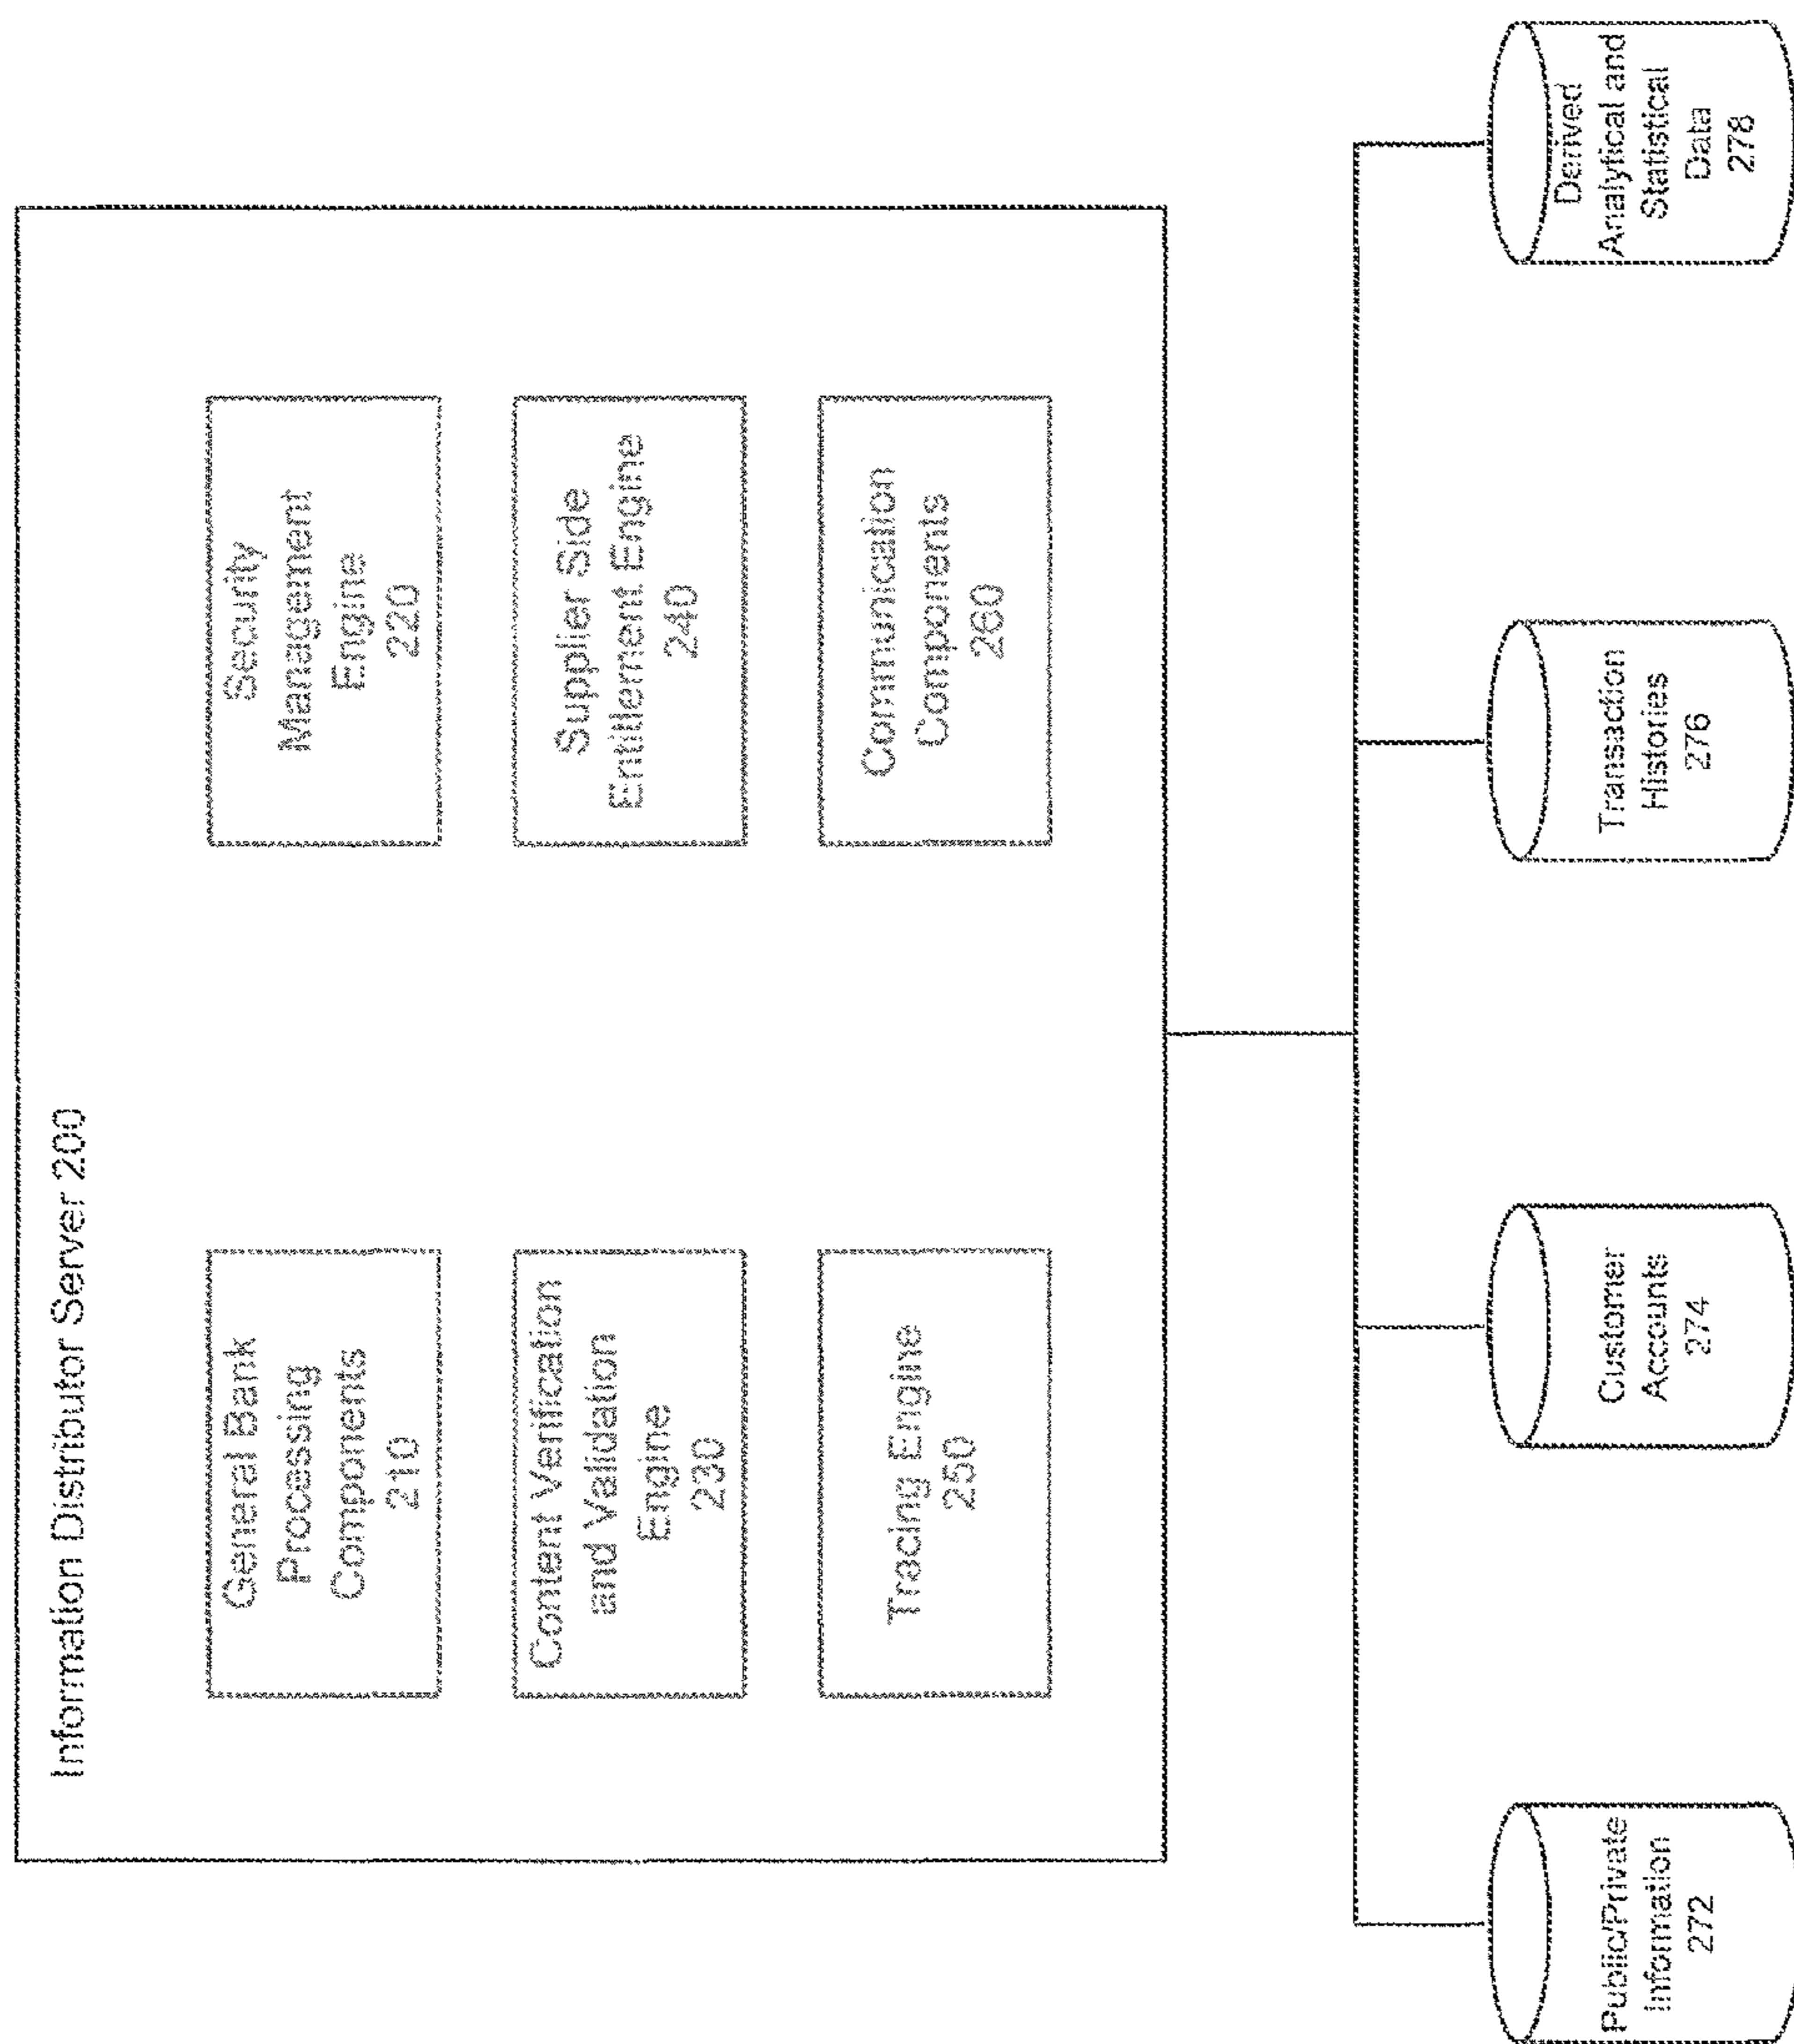 Information Distributor Server 200
General Bank
Processing
Components
210
Security
Management
Engine
220
Content Verification
and Validation
Engine
230
Supplier Side
Entitlement Engine
240
Tracing Engine
250
Communication
Components
260
Public/Private
Information
272
Customer
Accounts
274
Transaction
Histories
276
Derived
Analytical and
Statistical
Data
278